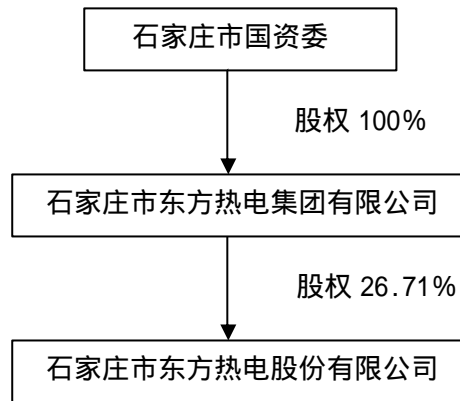 石家庄市国资委
股权 100%
石家庄市东方热电集团有限公司
股权 26.71%
石家庄市东方热电股份有限公司